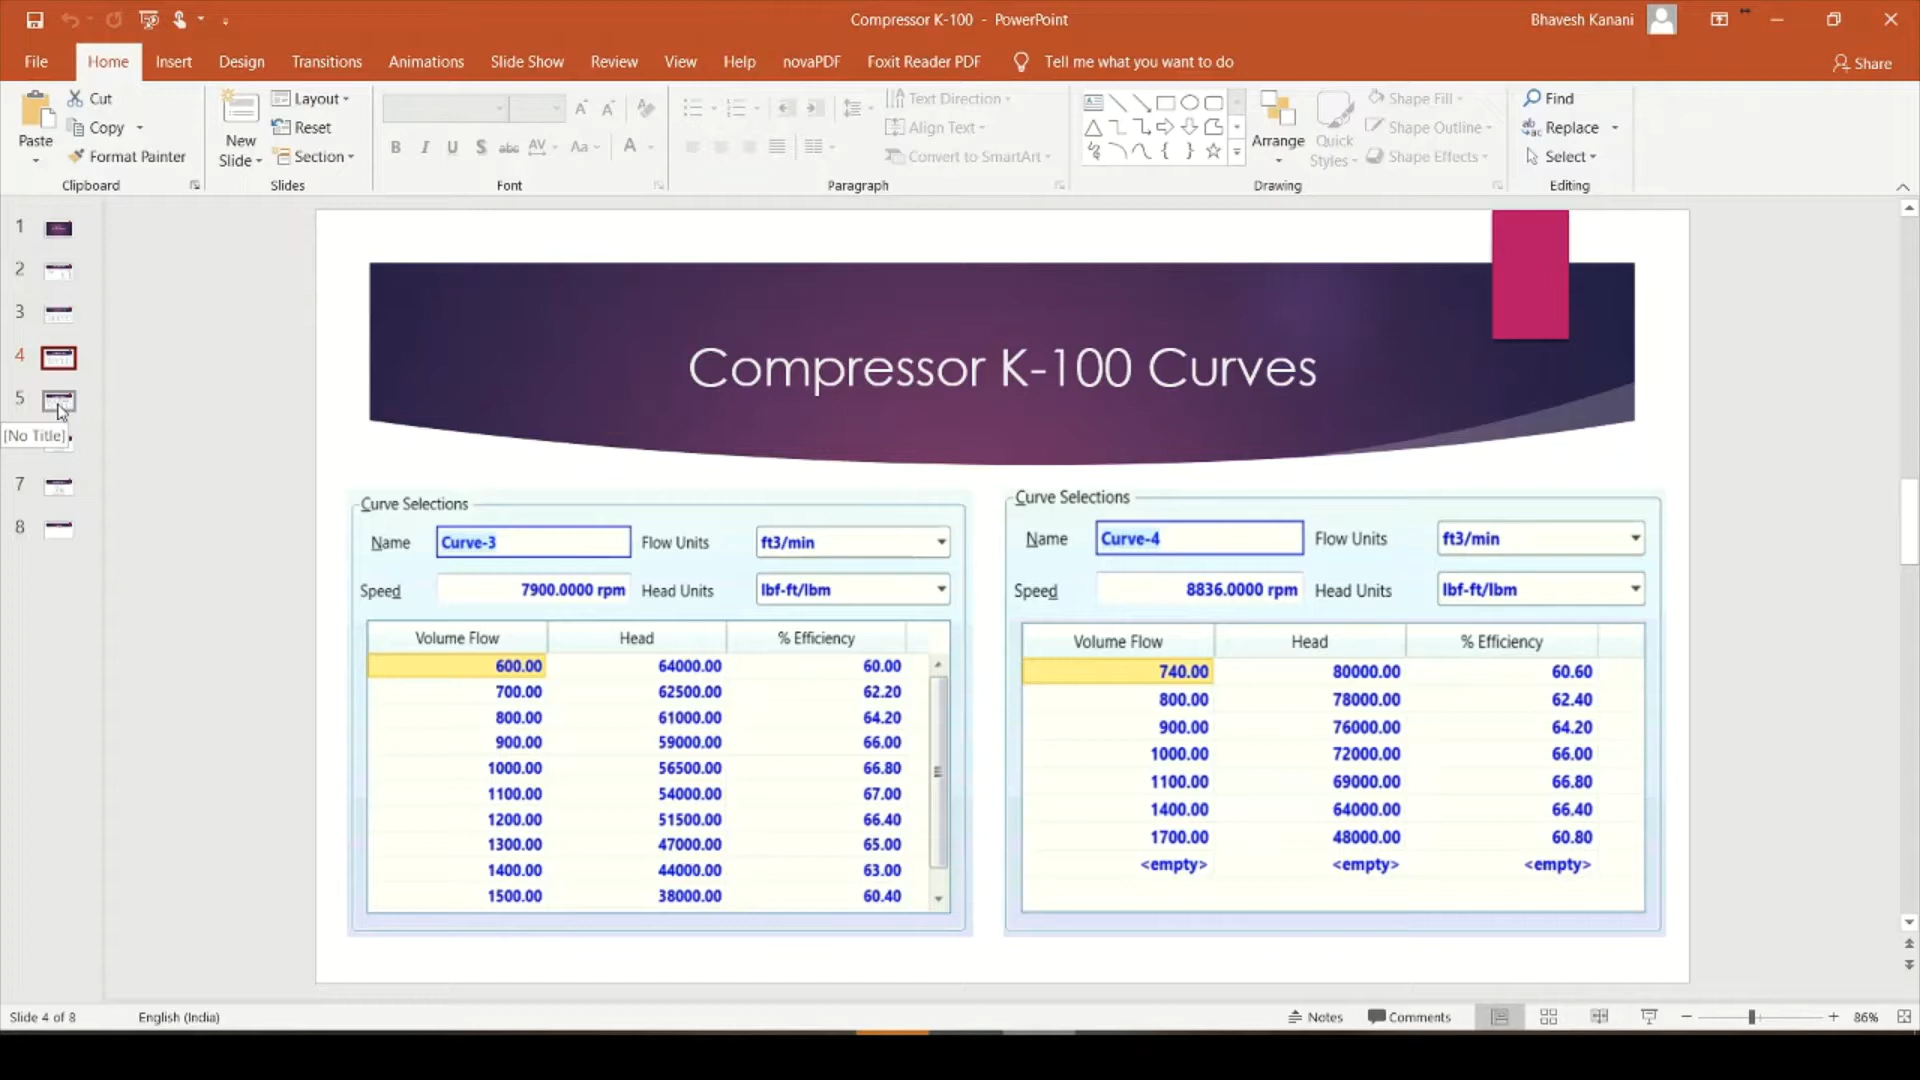 Compressor K-100 - PowerPoint
Bhavesh Kanani
File Home Insert Design Transitions Animations Slide Show Review View Help novaPDF Foxit Reader PDF Tell me what you want to do Share
Paste
Cut
Copy
Format Painter
Clipboard
New
Slide
Layout
Reset
Section
Slides
B I U S abc AV Aa A
Font
Text Direction
Align Text
Convert to SmartArt
Paragraph
Arrange
Quick
Styles
Shape Fill
Shape Outline
Shape Effects
Drawing
Find
Replace
Select
Editing
1
2
3
4
5
[No Title]
7
8
Compressor K-100 Curves
Curve Selections
Name Curve-3 Flow Units ft3/min
Speed 7900.0000 rpm Head Units lbf-ft/lbm
Volume Flow Head % Efficiency
600.00 64000.00 60.00
700.00 62500.00 62.20
800.00 61000.00 64.20
900.00 59000.00 66.00
1000.00 56500.00 66.80
1100.00 54000.00 67.00
1200.00 51500.00 66.40
1300.00 47000.00 65.00
1400.00 44000.00 63.00
1500.00 38000.00 60.40
Curve Selections
Name Curve-4 Flow Units ft3/min
Speed 8836.0000 rpm Head Units lbf-ft/lbm
Volume Flow Head % Efficiency
740.00 80000.00 60.60
800.00 78000.00 62.40
900.00 76000.00 64.20
1000.00 72000.00 66.00
1100.00 69000.00 66.80
1400.00 64000.00 66.40
1700.00 48000.00 60.80
<empty> <empty> <empty>
Slide 4 of 8 English (India) Notes Comments 86%